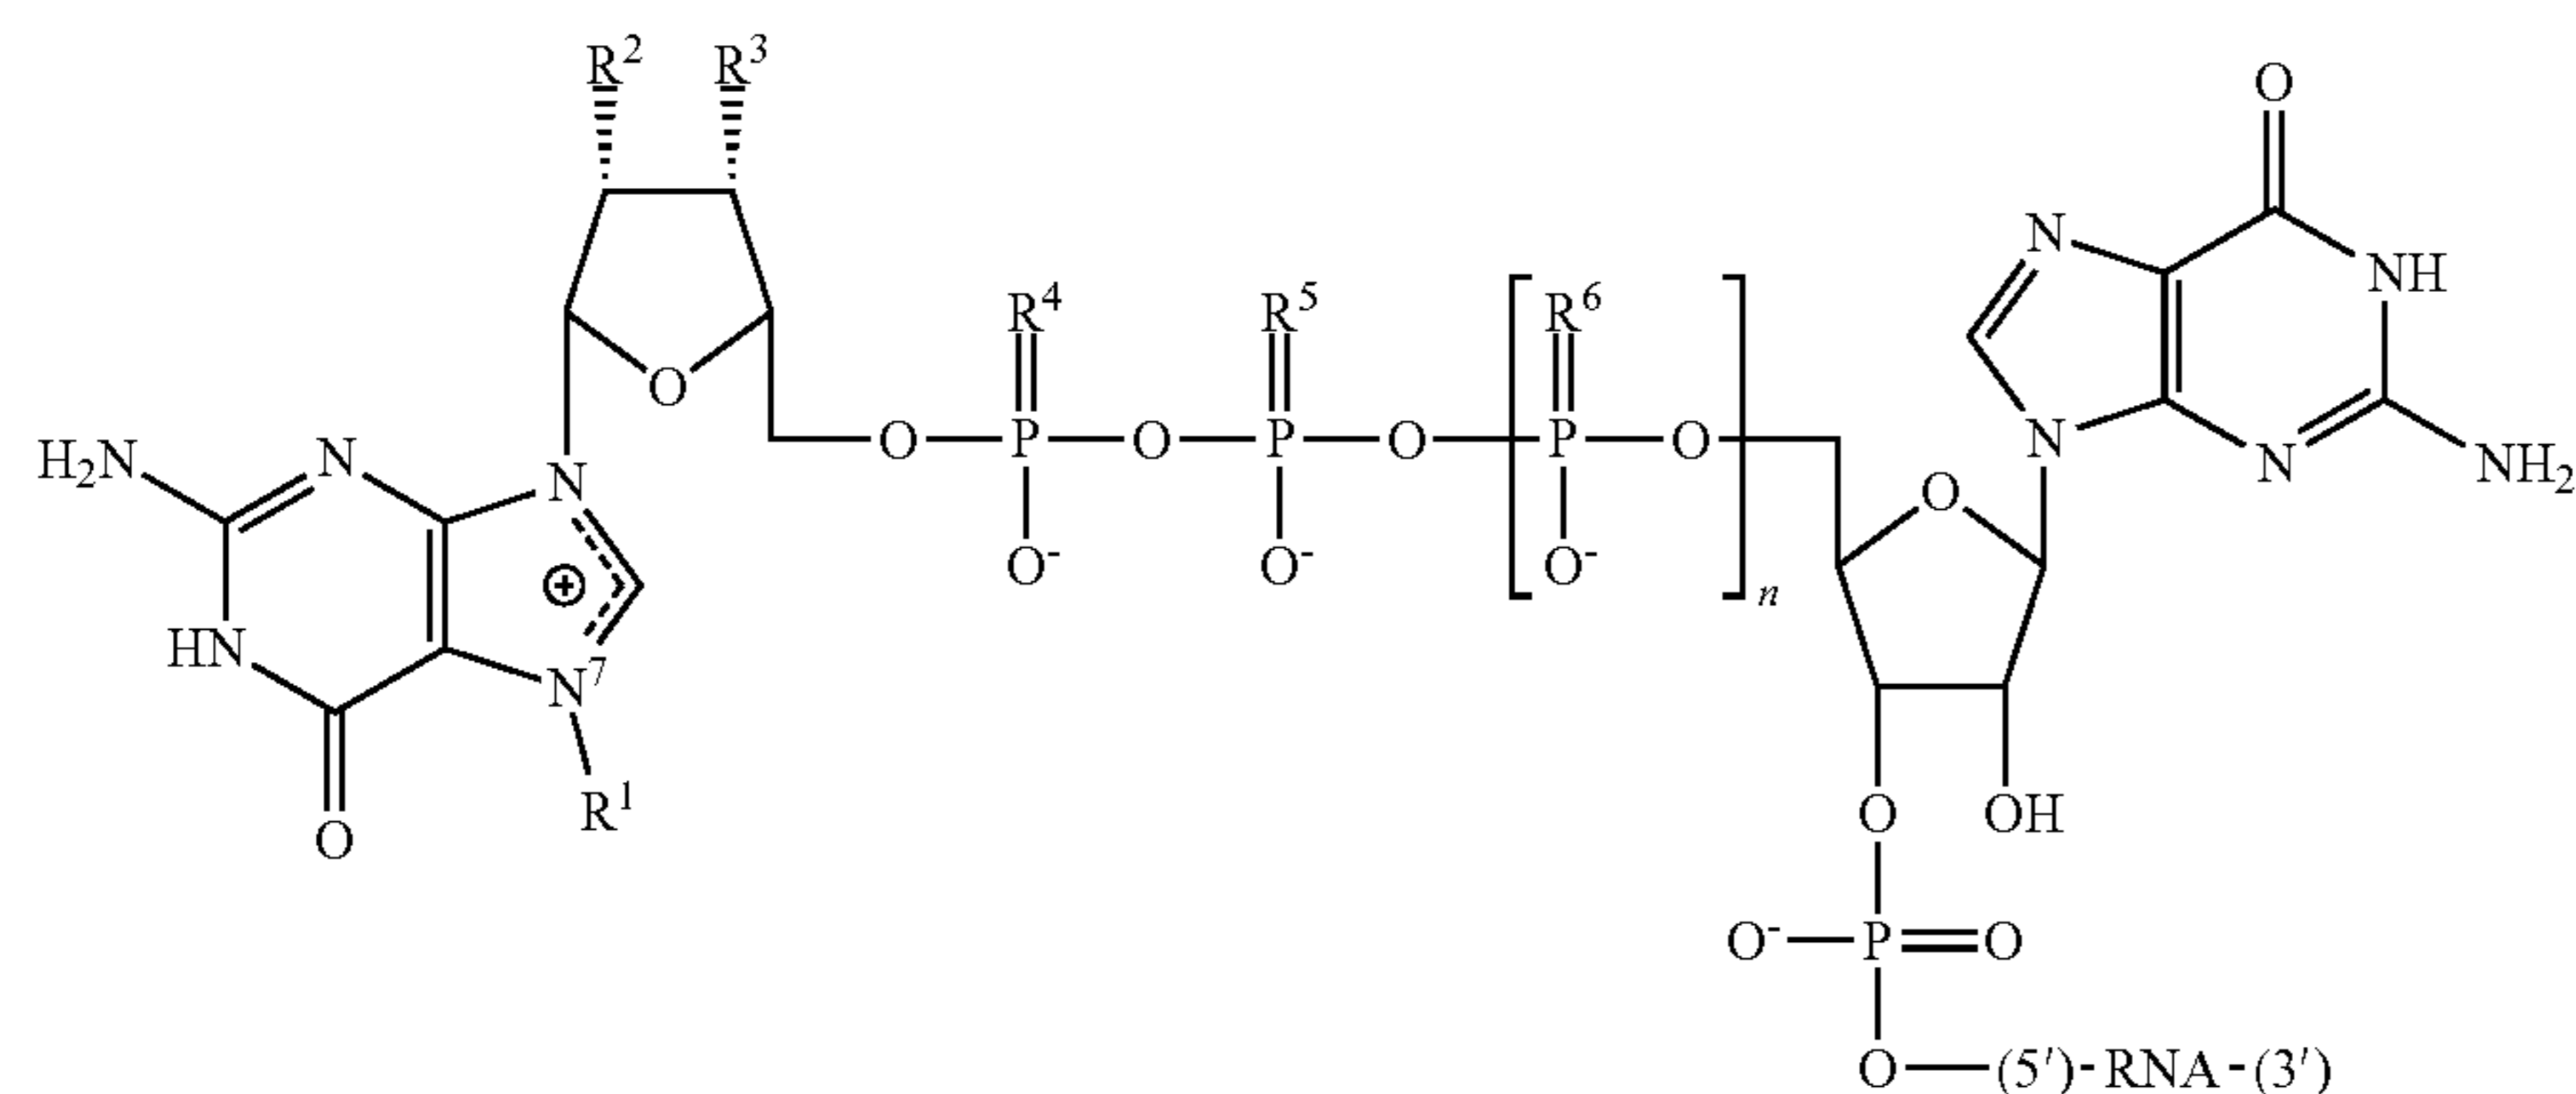 R² R³
O
N NH
R⁴ R⁵ R⁶
O
H₂N N N O P O P O P O N N NH₂
O
O⁻ O⁻ O⁻ n
⊕
HN N⁷
R¹
O O OH
O⁻ P O
O (5')-RNA-(3')